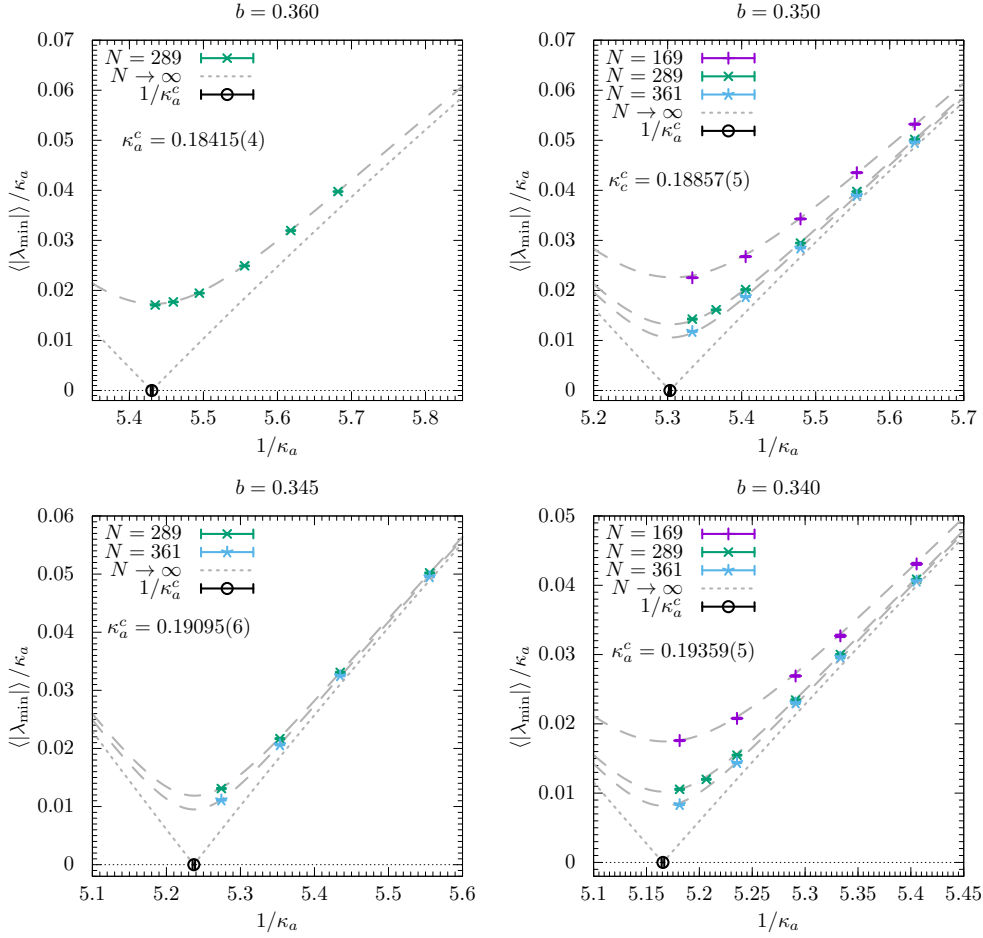 b = 0.360
⟨|λ_min|⟩/κ_a
0.07
0.06
0.05
0.04
0.03
0.02
0.01
0
N = 289
N → ∞
1/κ_a^c
κ_a^c = 0.18415(4)
5.4 5.5 5.6 5.7 5.8
1/κ_a
b = 0.350
⟨|λ_min|⟩/κ_a
0.07
0.06
0.05
0.04
0.03
0.02
0.01
0
N = 169
N = 289
N = 361
N → ∞
1/κ_a^c
κ_c^c = 0.18857(5)
5.2 5.3 5.4 5.5 5.6 5.7
1/κ_a
b = 0.345
⟨|λ_min|⟩/κ_a
0.06
0.05
0.04
0.03
0.02
0.01
0
N = 289
N = 361
N → ∞
1/κ_a^c
κ_a^c = 0.19095(6)
5.1 5.2 5.3 5.4 5.5 5.6
1/κ_a
b = 0.340
⟨|λ_min|⟩/κ_a
0.05
0.04
0.03
0.02
0.01
0
N = 169
N = 289
N = 361
N → ∞
1/κ_a^c
κ_a^c = 0.19359(5)
5.1 5.15 5.2 5.25 5.3 5.35 5.4 5.45
1/κ_a